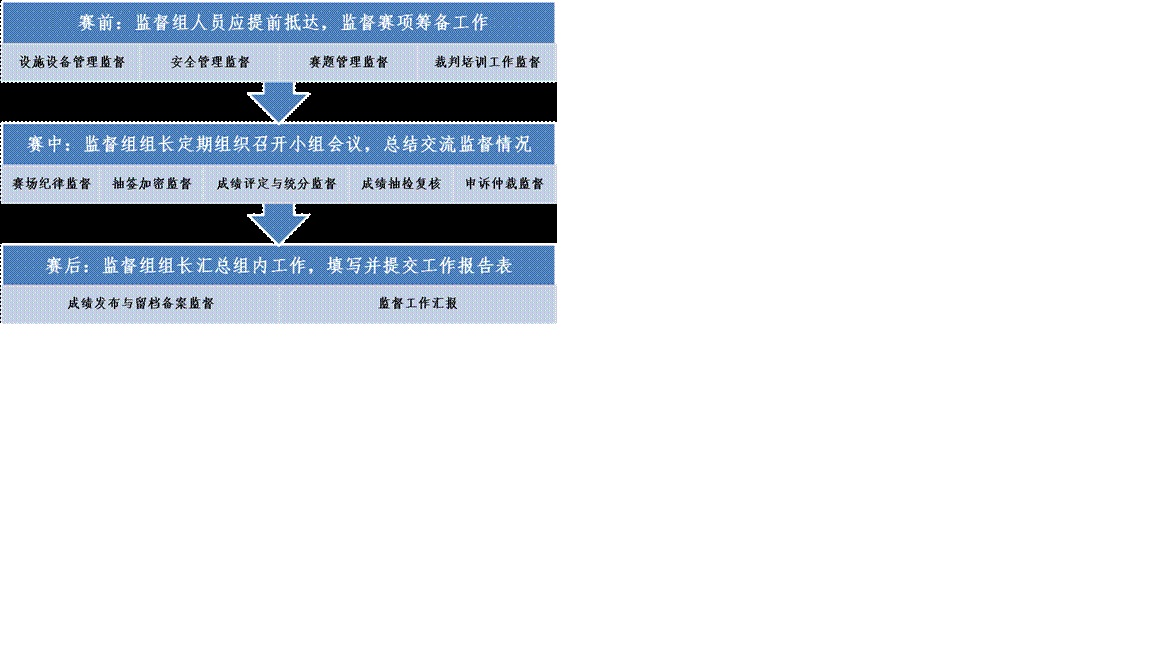 赛前：监督组人员应提前抵达，监督赛项筹备工作
设施设备管理监督 安全管理监督 赛题管理监督 裁判培训工作监督
赛中：监督组组长定期组织召开小组会议，总结交流监督情况
赛场纪律监督 抽签加密监督 成绩评定与统分监督 成绩抽检复核 申诉仲裁监督
赛后：监督组组长汇总组内工作，填写并提交工作报告表
成绩发布与留档备案监督 监督工作汇报